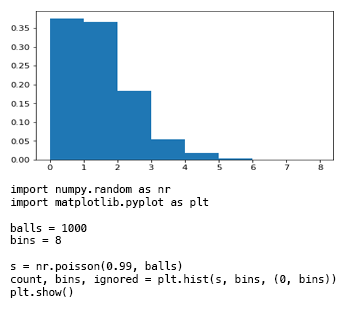 0.35
0.30
0.25
0.20
0.15
0.10
0.05
0.00
0 1 2 3 4 5 6 7 8
import numpy.random as nr
import matplotlib.pyplot as plt
balls = 1000
bins = 8
s = nr.poisson(0.99, balls)
count, bins, ignored = plt.hist(s, bins, (0, bins))
plt.show()